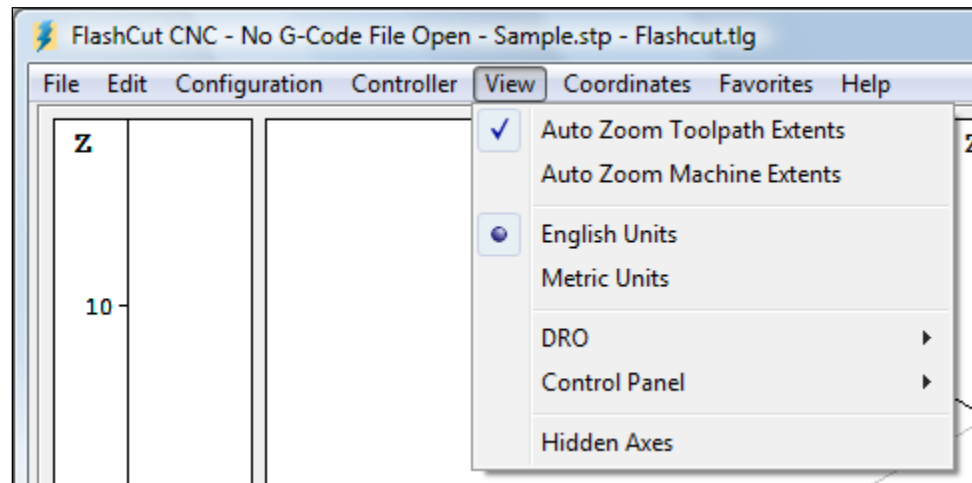 FlashCut CNC - No G-Code File Open - Sample.stp - Flashcut.tlg
File Edit Configuration Controller View Coordinates Favorites Help
Z
10
Auto Zoom Toolpath Extents
Auto Zoom Machine Extents
English Units
Metric Units
DRO
Control Panel
Hidden Axes